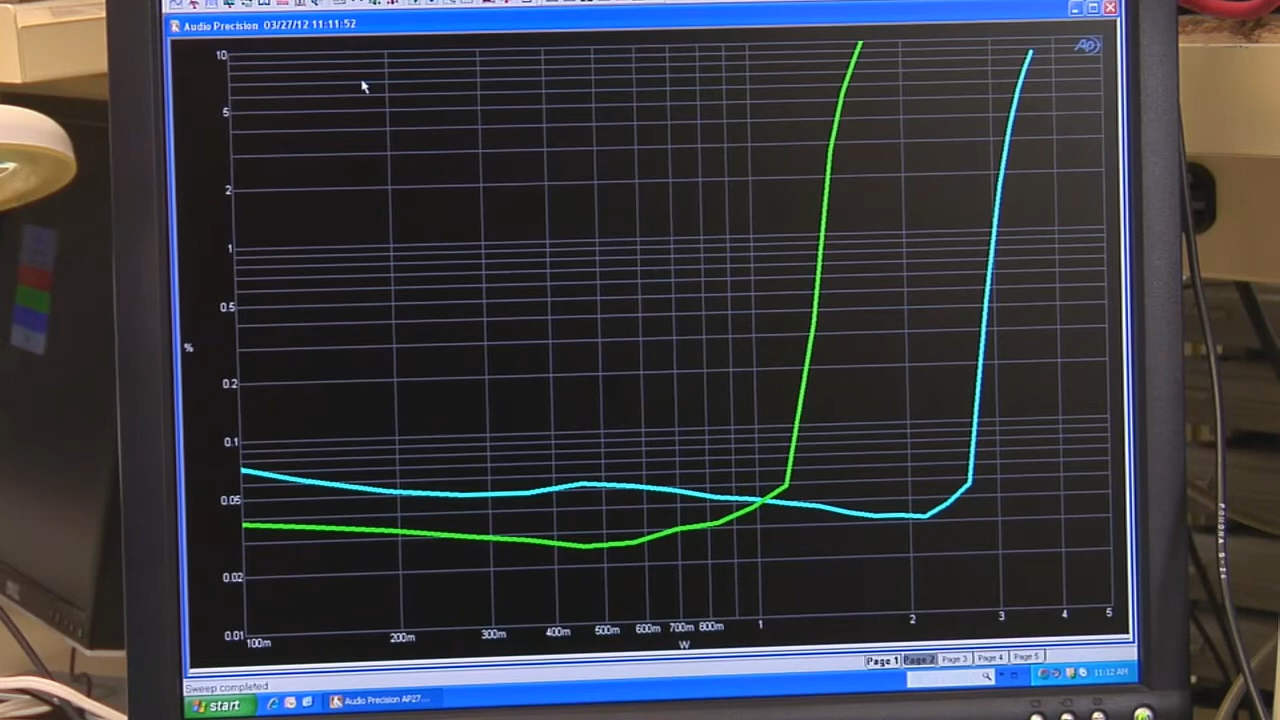 Audio Precision 03/27/12 11:11:52
Ap
10
5
2
1
0.5
%
0.2
0.1
0.05
0.02
0.01
100m 200m 300m 400m 500m 600m 700m 800m 1 2 3 4 5
W
Page 1 Page 2 Page 3 Page 4 Page 5
Sweep completed
start Audio Precision AP27... 11:12 AM
POMONA